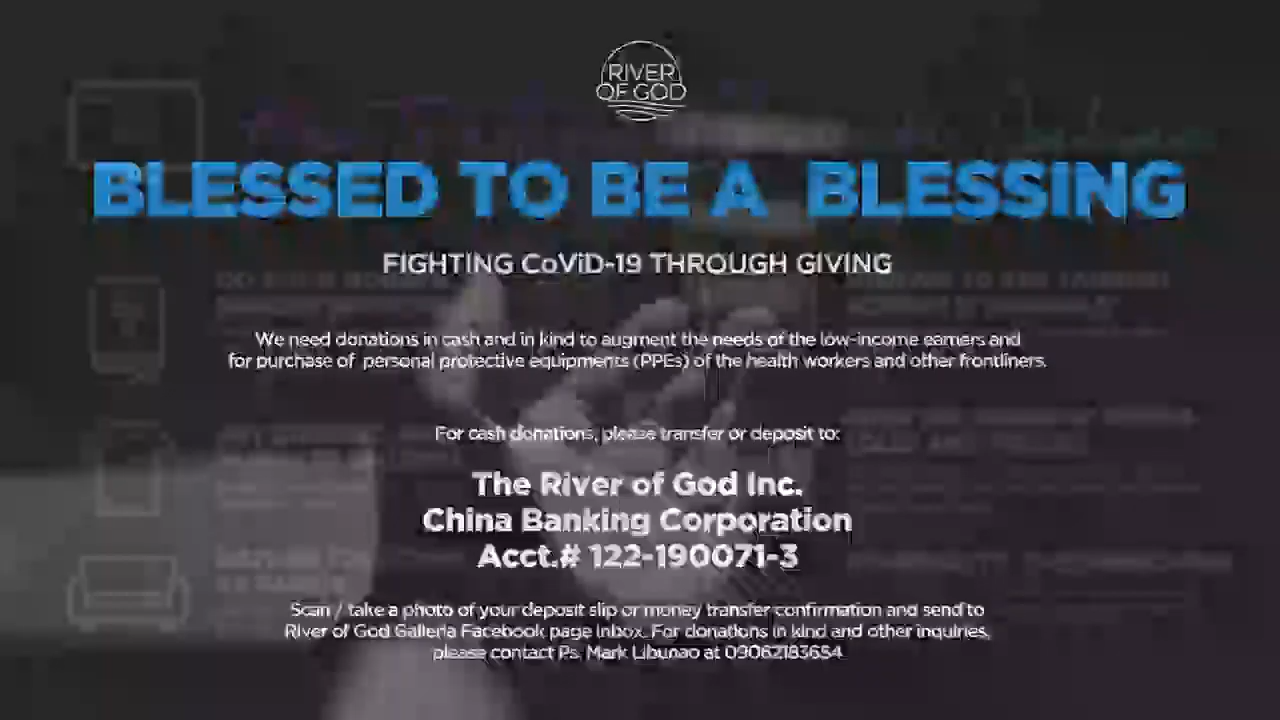 RIVER
OF GOD
BLESSED TO BE A BLESSING
FIGHTING CoViD-19 THROUGH GIVING
We need donations in cash and in kind to augment the needs of the low-income earners and
for purchase of personal protective equipments (PPEs) of the health workers and other frontliners.
For cash donations, please transfer or deposit to:
The River of God Inc.
China Banking Corporation
Acct.# 122-190071-3
Scan / take a photo of your deposit slip or money transfer confirmation and send to
River of God Galleria Facebook page inbox. For donations in kind and other inquiries,
please contact Ps. Mark Libunao at 09062183654